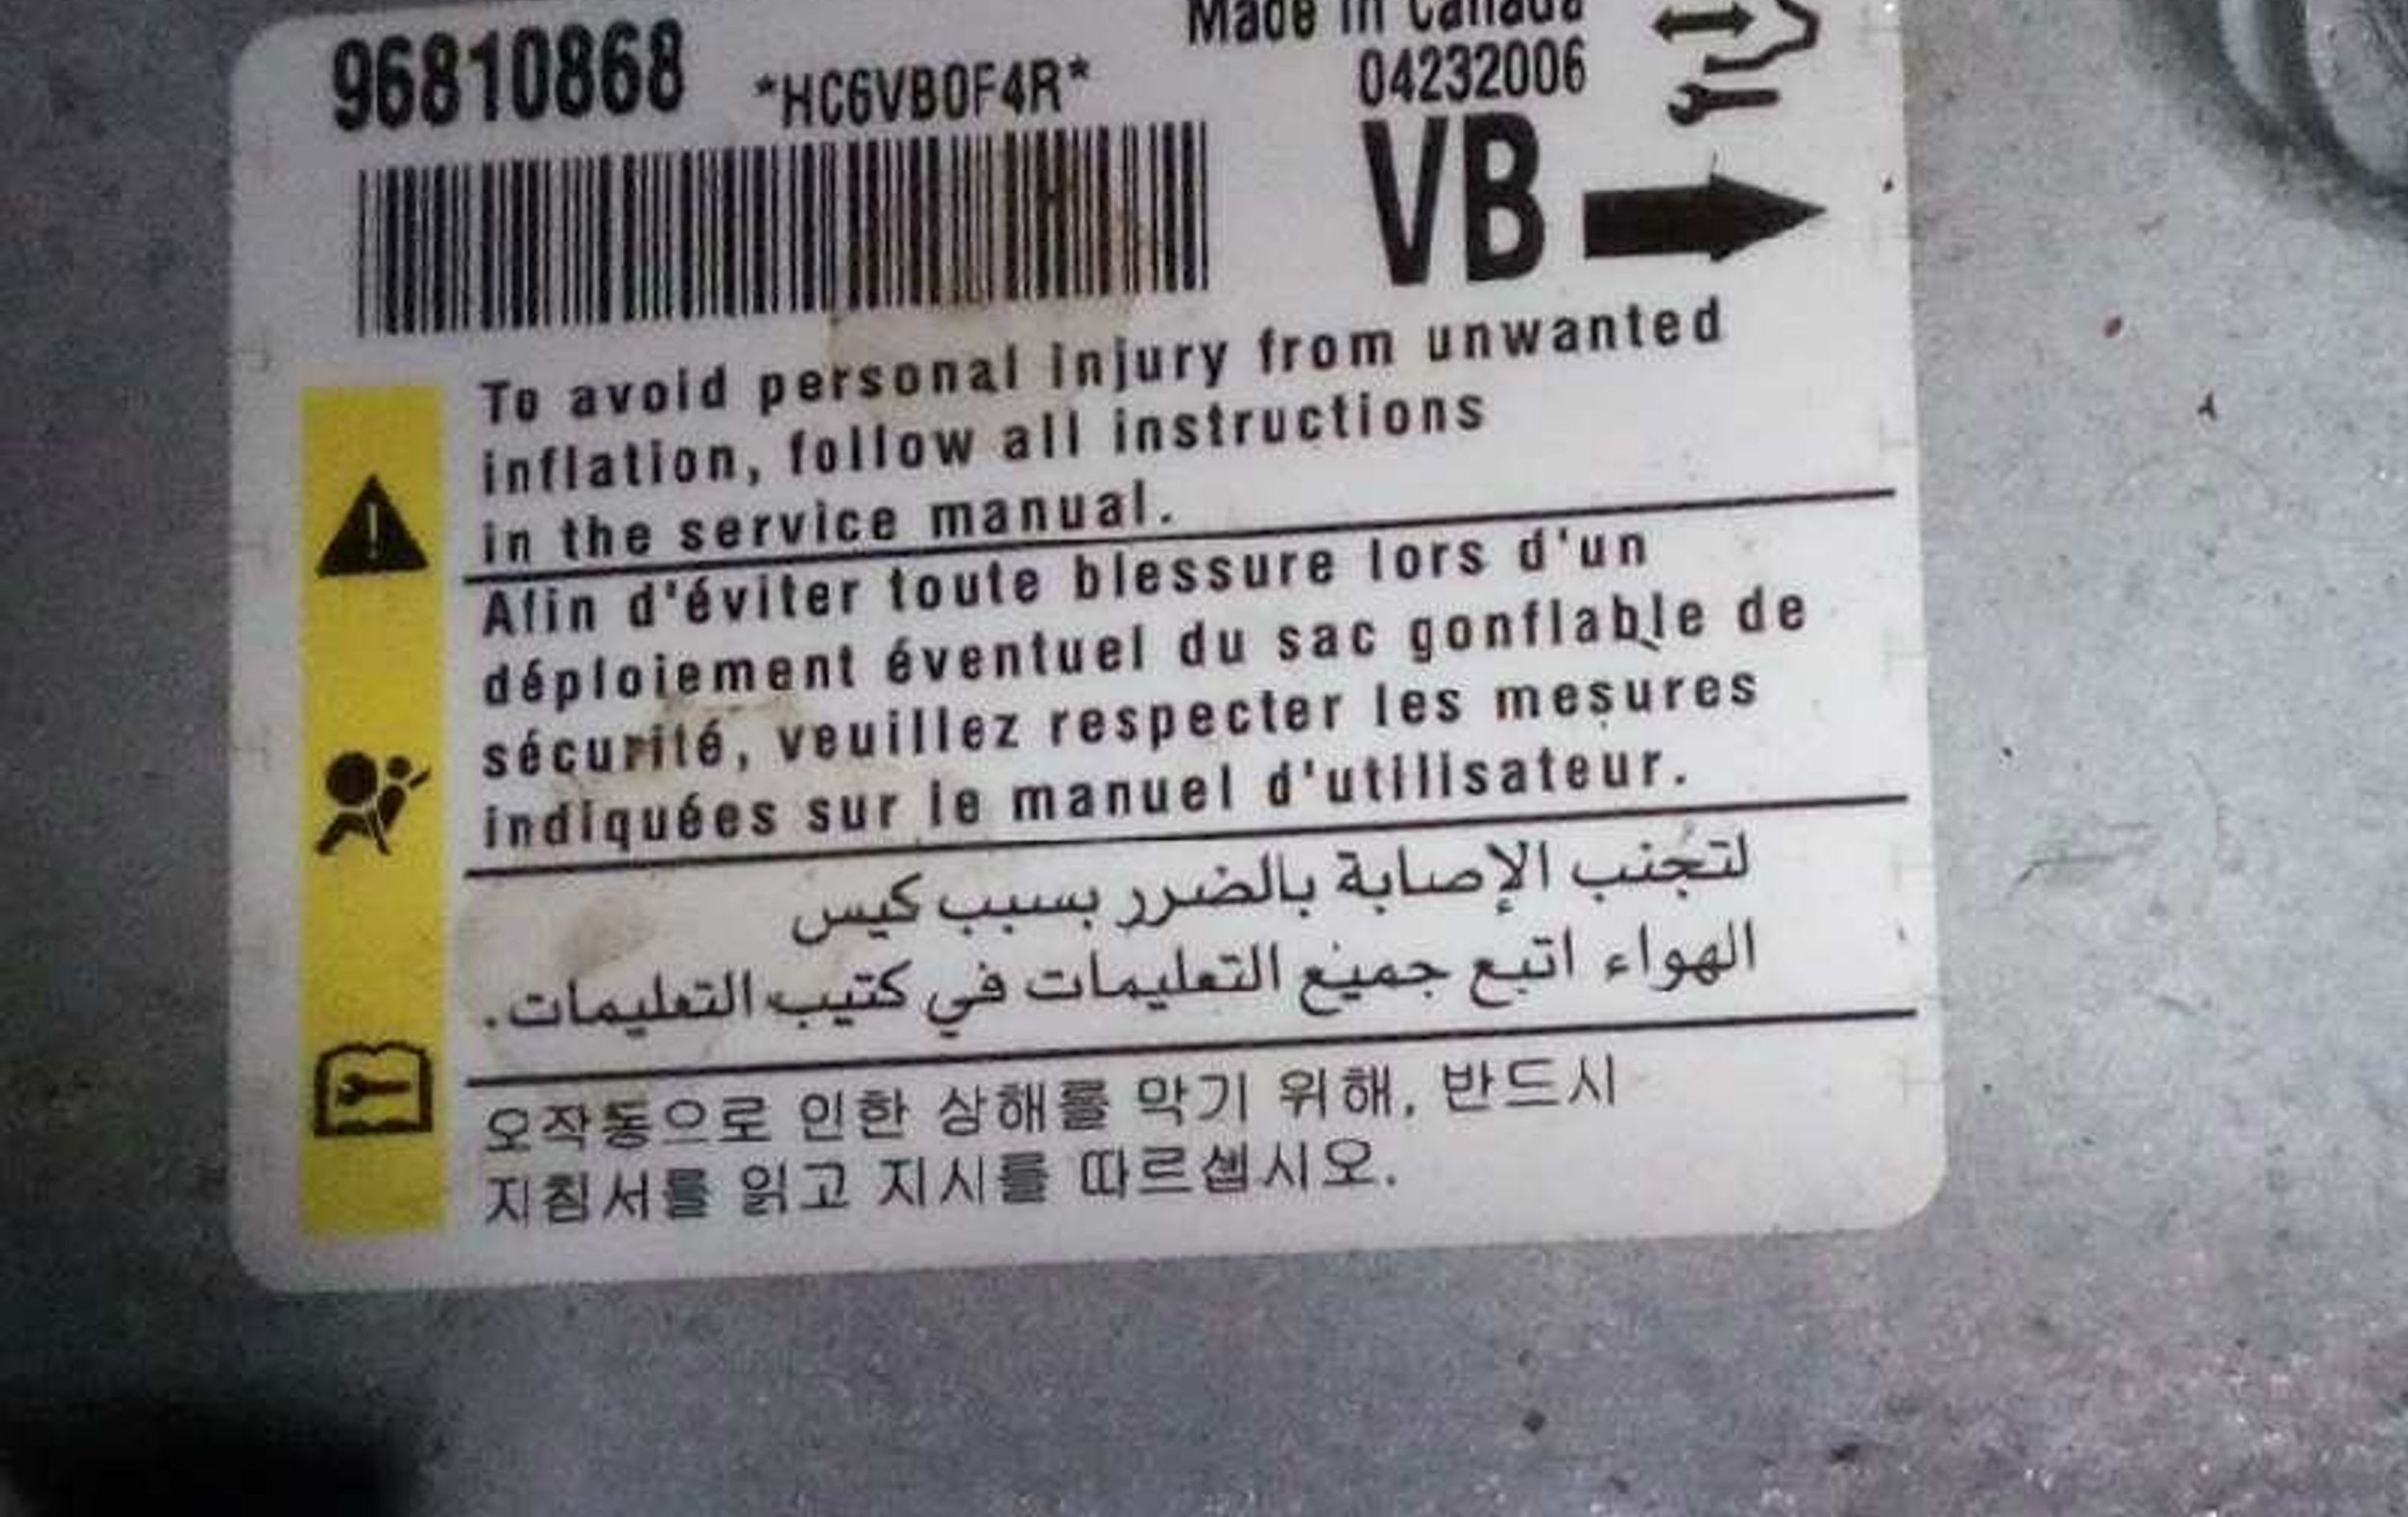 Made in Canada
96810868 *HC6VB0F4R* 04232006
VB
To avoid personal injury from unwanted
inflation, follow all instructions
in the service manual.
Afin d'éviter toute blessure lors d'un
déploiement éventuel du sac gonflable de
sécurité, veuillez respecter les mesures
indiquées sur le manuel d'utilisateur.
لتجنب الإصابة بالضرر بسبب كيس
الهواء اتبع جميع التعليمات في كتيب التعليمات.
오작동으로 인한 상해를 막기 위해, 반드시
지침서를 읽고 지시를 따르셉시오.